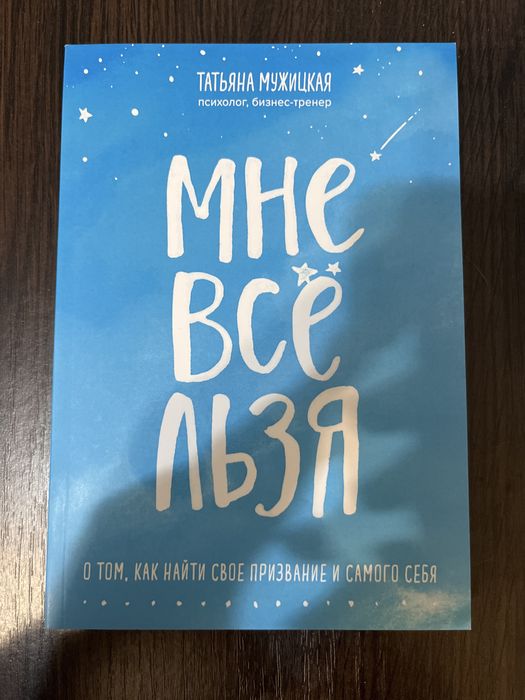 ТАТЬЯНА МУЖИЦКАЯ
психолог, бизнес-тренер
МНЕ
ВСЁ
ЛЬЗЯ
О ТОМ, КАК НАЙТИ СВОЕ ПРИЗВАНИЕ И САМОГО СЕБЯ